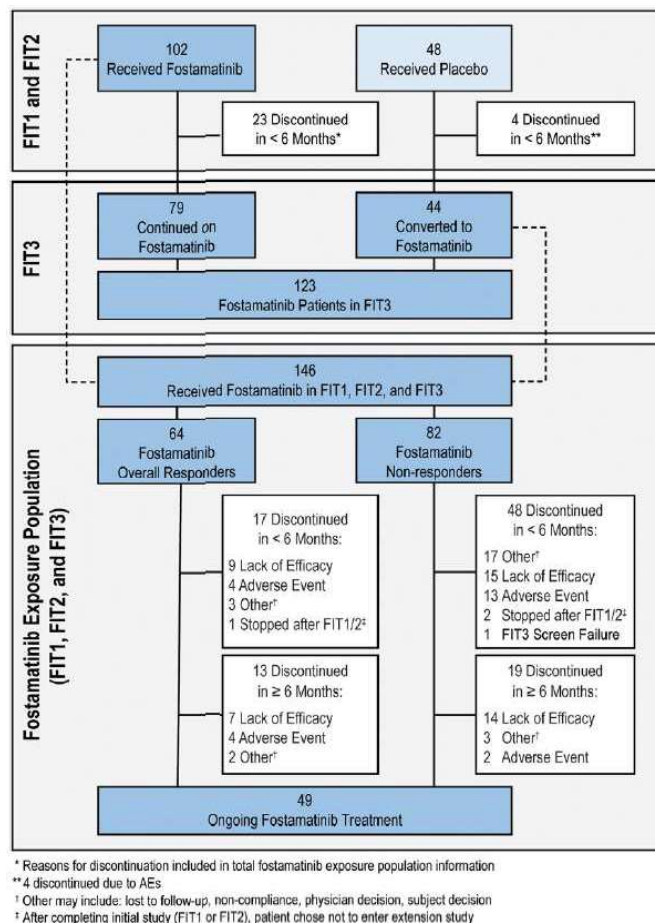 FIT1 and FIT2
102
Received Fostamatinib
48
Received Placebo
23 Discontinued
in < 6 Months*
4 Discontinued
in < 6 Months**
FIT3
79
Continued on
Fostamatinib
44
Converted to
Fostamatinib
123
Fostamatinib Patients in FIT3
Fostamatinib Exposure Population
(FIT1, FIT2, and FIT3)
146
Received Fostamatinib in FIT1, FIT2, and FIT3
64
Fostamatinib
Overall Responders
82
Fostamatinib
Non-responders
17 Discontinued
in < 6 Months:
9 Lack of Efficacy
4 Adverse Event
3 Other†
1 Stopped after FIT1/2‡
48 Discontinued
in < 6 Months:
17 Other†
15 Lack of Efficacy
13 Adverse Event
2 Stopped after FIT1/2‡
1 FIT3 Screen Failure
13 Discontinued
in ≥ 6 Months:
7 Lack of Efficacy
4 Adverse Event
2 Other†
19 Discontinued
in ≥ 6 Months:
14 Lack of Efficacy
3 Other†
2 Adverse Event
49
Ongoing Fostamatinib Treatment
* Reasons for discontinuation included in total fostamatinib exposure population information
** 4 discontinued due to AEs
† Other may include: lost to follow-up, non-compliance, physician decision, subject decision
‡ After completing initial study (FIT1 or FIT2), patient chose not to enter extension study